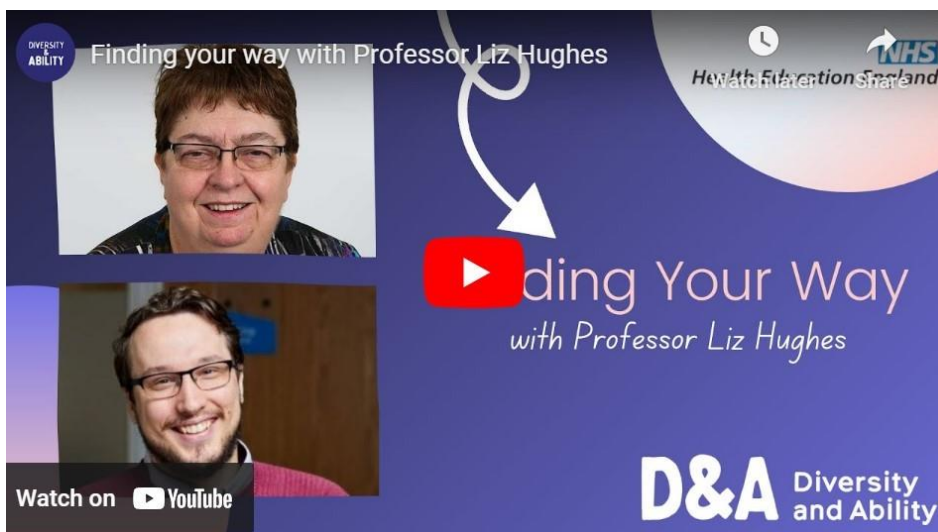 DIVERSITY
&
ABILITY
Finding your way with Professor Liz Hughes
NHS
Health Education England
Watch later
Share
ding Your Way
with Professor Liz Hughes
Watch on YouTube
D&A Diversity
and Ability